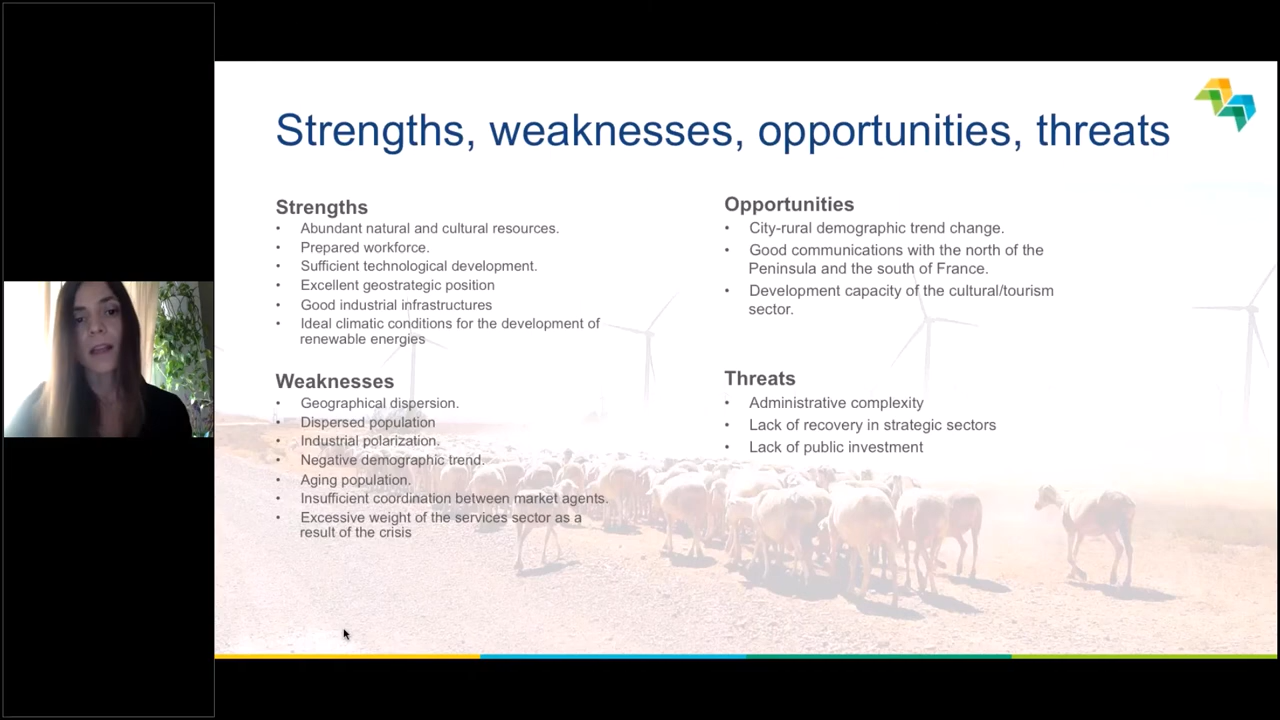 Strengths, weaknesses, opportunities, threats
Strengths
• Abundant natural and cultural resources.
• Prepared workforce.
• Sufficient technological development.
• Excellent geostrategic position
• Good industrial infrastructures
• Ideal climatic conditions for the development of
renewable energies
Weaknesses
• Geographical dispersion.
• Dispersed population
• Industrial polarization.
• Negative demographic trend.
• Aging population.
• Insufficient coordination between market agents.
• Excessive weight of the services sector as a
result of the crisis
Opportunities
• City-rural demographic trend change.
• Good communications with the north of the
Peninsula and the south of France.
• Development capacity of the cultural/tourism
sector.
Threats
• Administrative complexity
• Lack of recovery in strategic sectors
• Lack of public investment